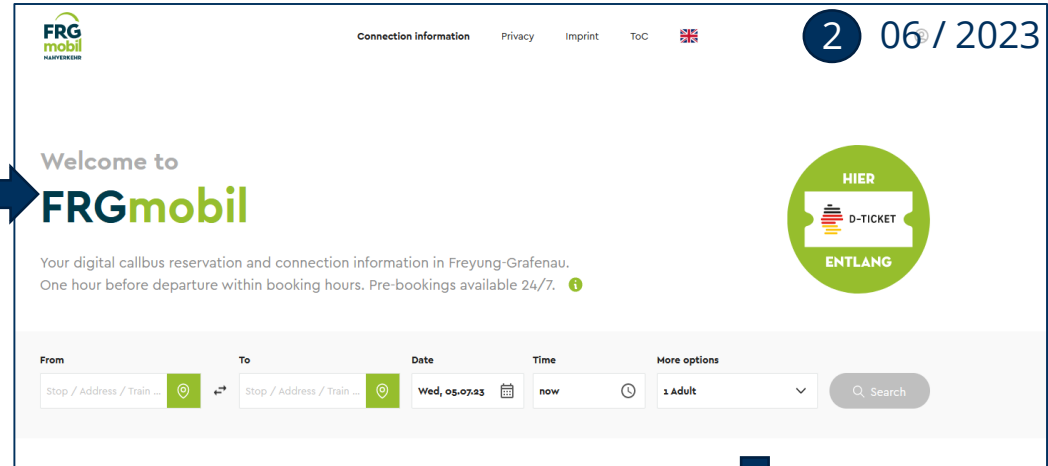 FRG
mobil
NAHVERKEHR
Connection information Privacy Imprint ToC
2 06 / 2023
Welcome to
FRGmobil
Your digital callbus reservation and connection information in Freyung-Grafenau.
One hour before departure within booking hours. Pre-bookings available 24/7.
HIER
D-TICKET
ENTLANG
From To Date Time More options
Stop / Address / Train ... Stop / Address / Train ... Wed, 05.07.23 now 1 Adult Search